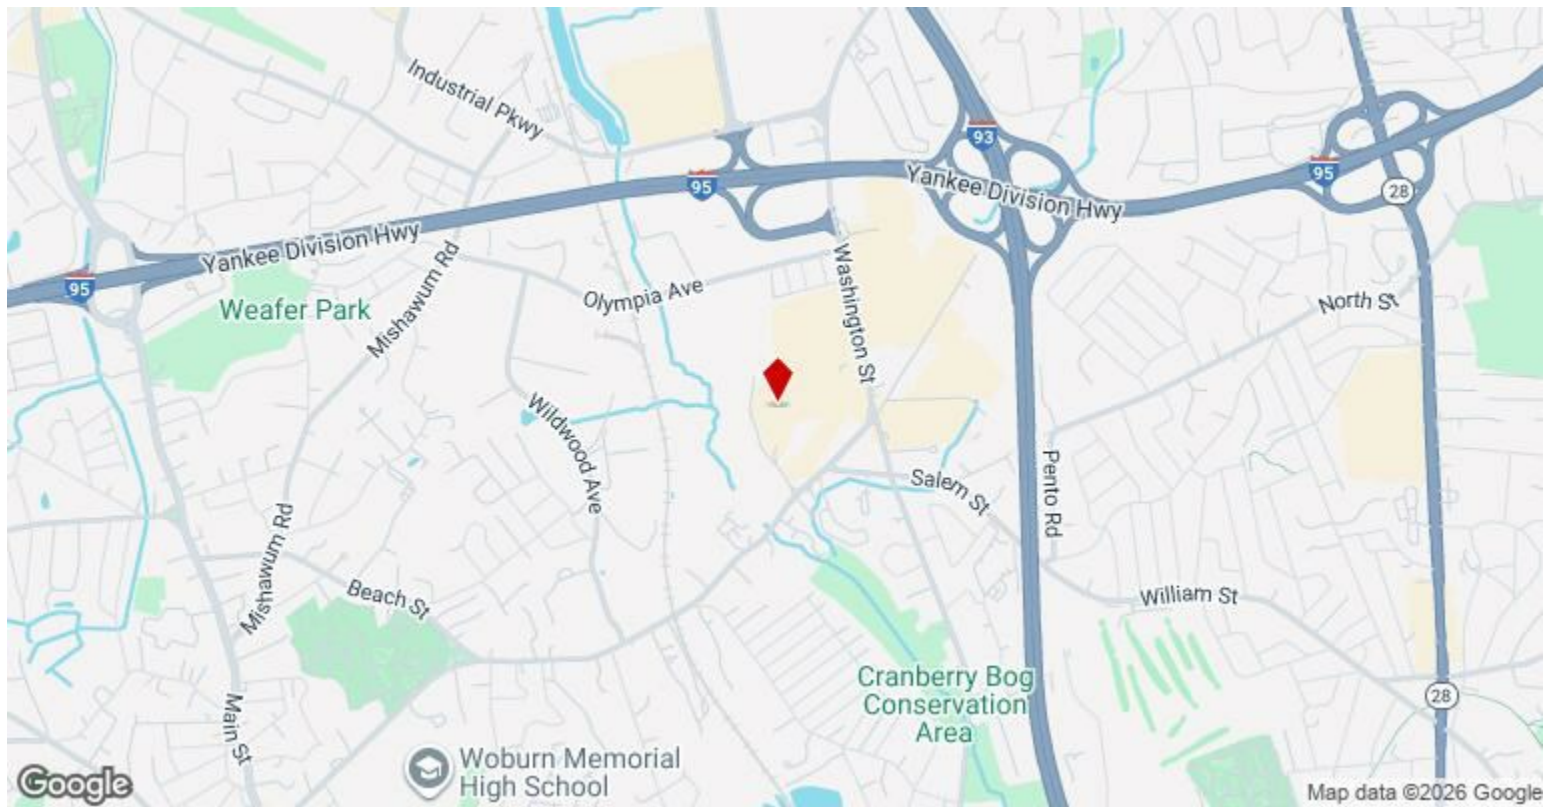 Industrial Pkwy
93
95
Yankee Division Hwy
95
28
Yankee Division Hwy
95
Mishawum Rd
Washington St
Olympia Ave
North St
Weafer Park
Wildwood Ave
Salem St
Pento Rd
Mishawum Rd
Beach St
William St
Cranberry Bog
Conservation
Area
28
Main St
Woburn Memorial
High School
Google
Map data ©2026 Google